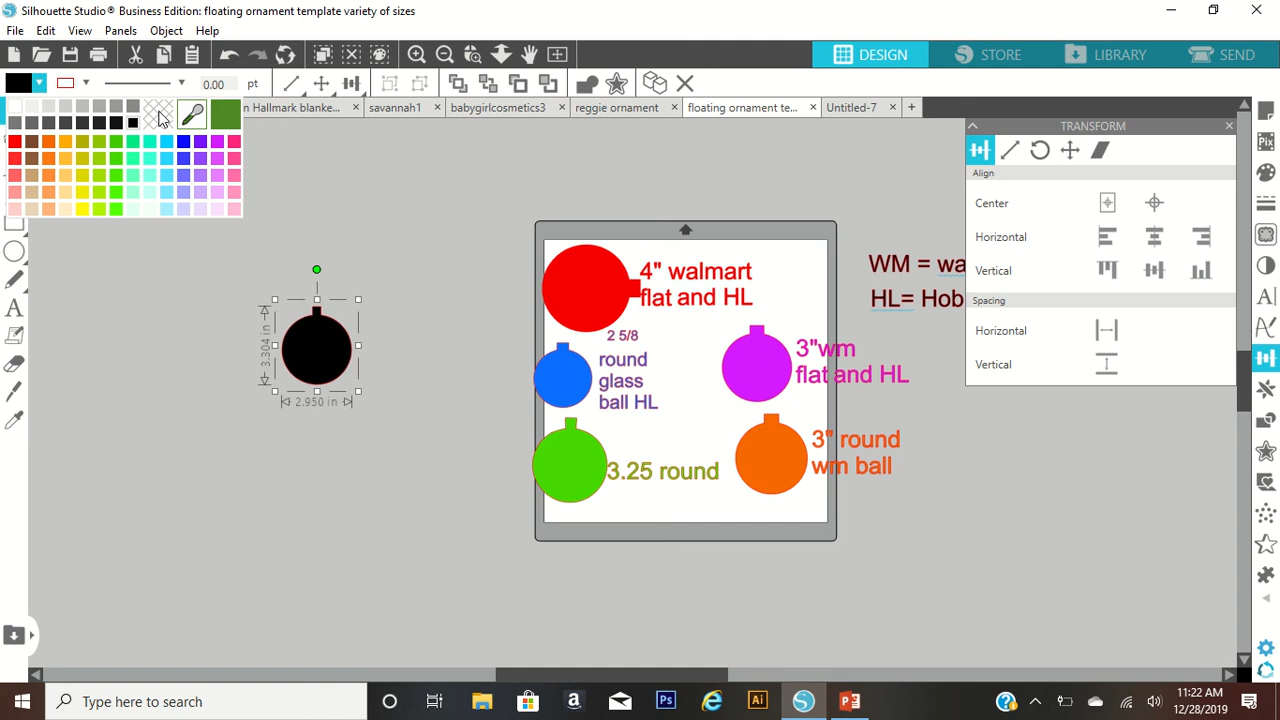 Silhouette Studio® Business Edition: floating ornament template variety of sizes
File Edit View Panels Object Help
DESIGN STORE LIBRARY SEND
0.00 pt
n Hallmark blanke... savannah1 babygirlcosmetics3 reggie ornament floating ornament te... Untitled-7
TRANSFORM
Align
Center
Horizontal
Vertical
Spacing
Horizontal
Vertical
3.304 in
2.950 in
4" walmart
flat and HL
2 5/8
round
glass
ball HL
3"wm
flat and HL
3.25 round
3" round
wm ball
WM = wa
HL= Hob
Type here to search
11:22 AM
12/28/2019